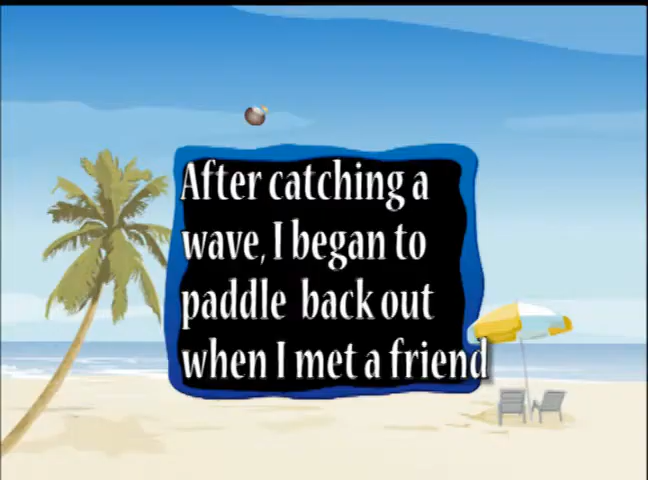 After catching a
wave, I began to
paddle back out
when I met a friend